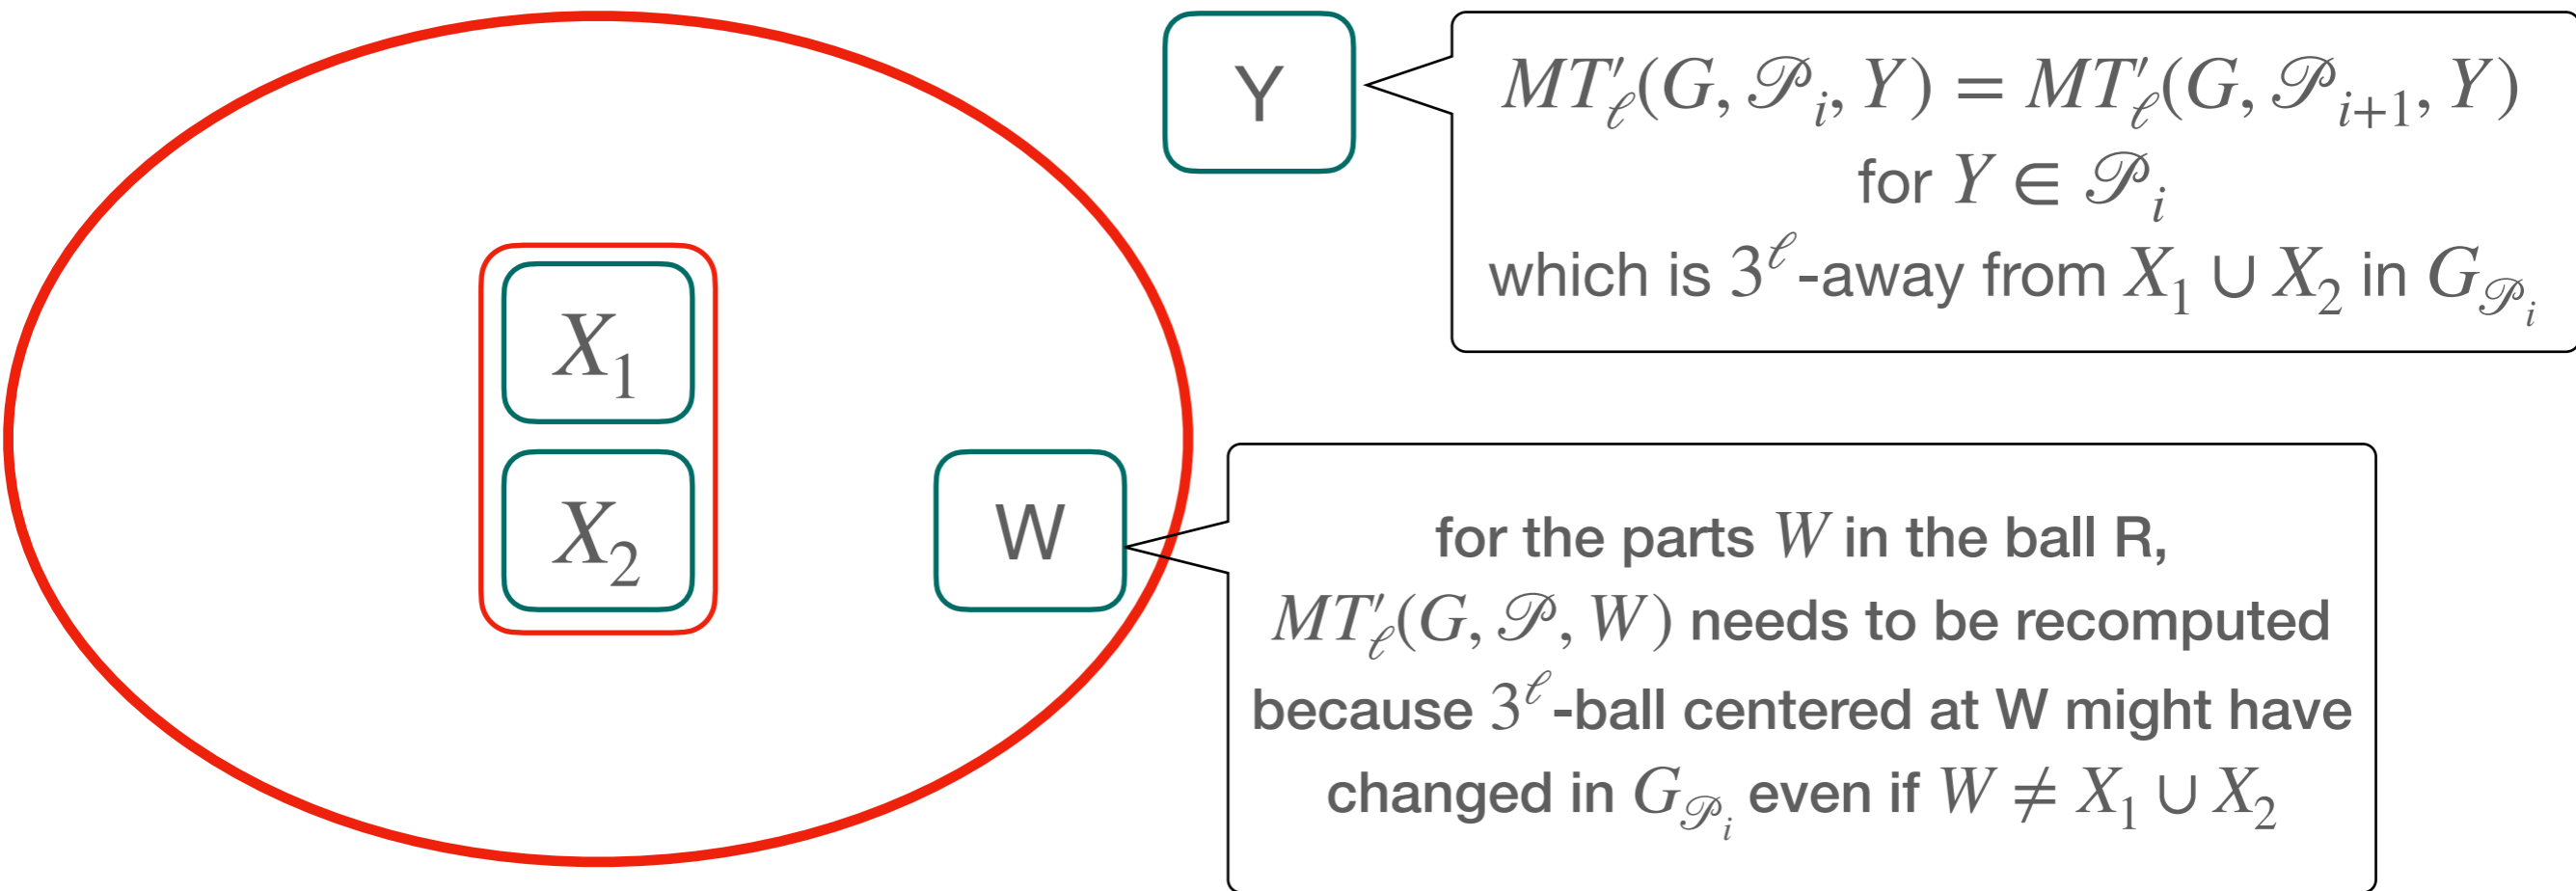 Y
MT′ℓ(G, 𝒫i, Y) = MT′ℓ(G, 𝒫i+1, Y)
for Y ∈ 𝒫i
which is 3^ℓ-away from X1 ∪ X2 in G𝒫i
X1
X2
W
for the parts W in the ball R,
MT′ℓ(G, 𝒫, W) needs to be recomputed
because 3^ℓ-ball centered at W might have
changed in G𝒫i even if W ≠ X1 ∪ X2